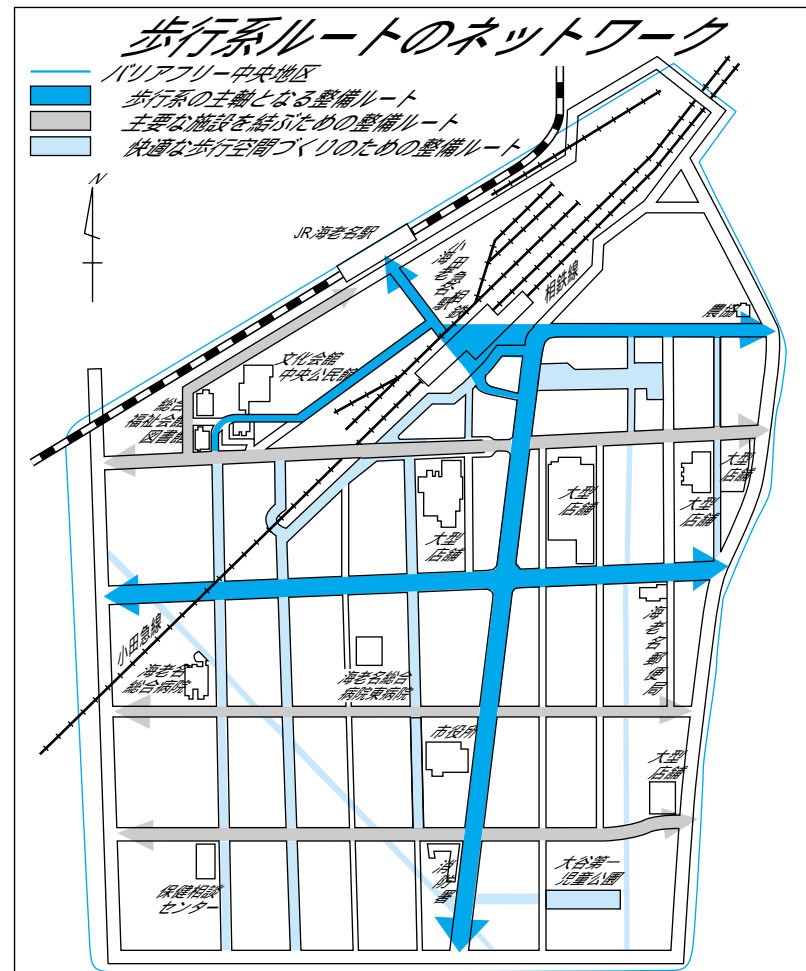 歩行系ルートのネットワーク
バリアフリー中央地区
歩行系の主軸となる整備ルート
主要な施設を結ぶための整備ルート
快適な歩行空間づくりのための整備ルート
N
JR海老名駅
小田急相鉄
海老名駅
相鉄線
農協
文化会館
中央公民館
総合
福祉会館
図書館
大型
店舗
大型
店舗
大型
店舗
大型
店舗
小田急線
海老名
総合病院
海老名総合
病院東病院
海老名郵便局
市役所
大型
店舗
保健相談
センター
消防署
大谷第一
児童公園